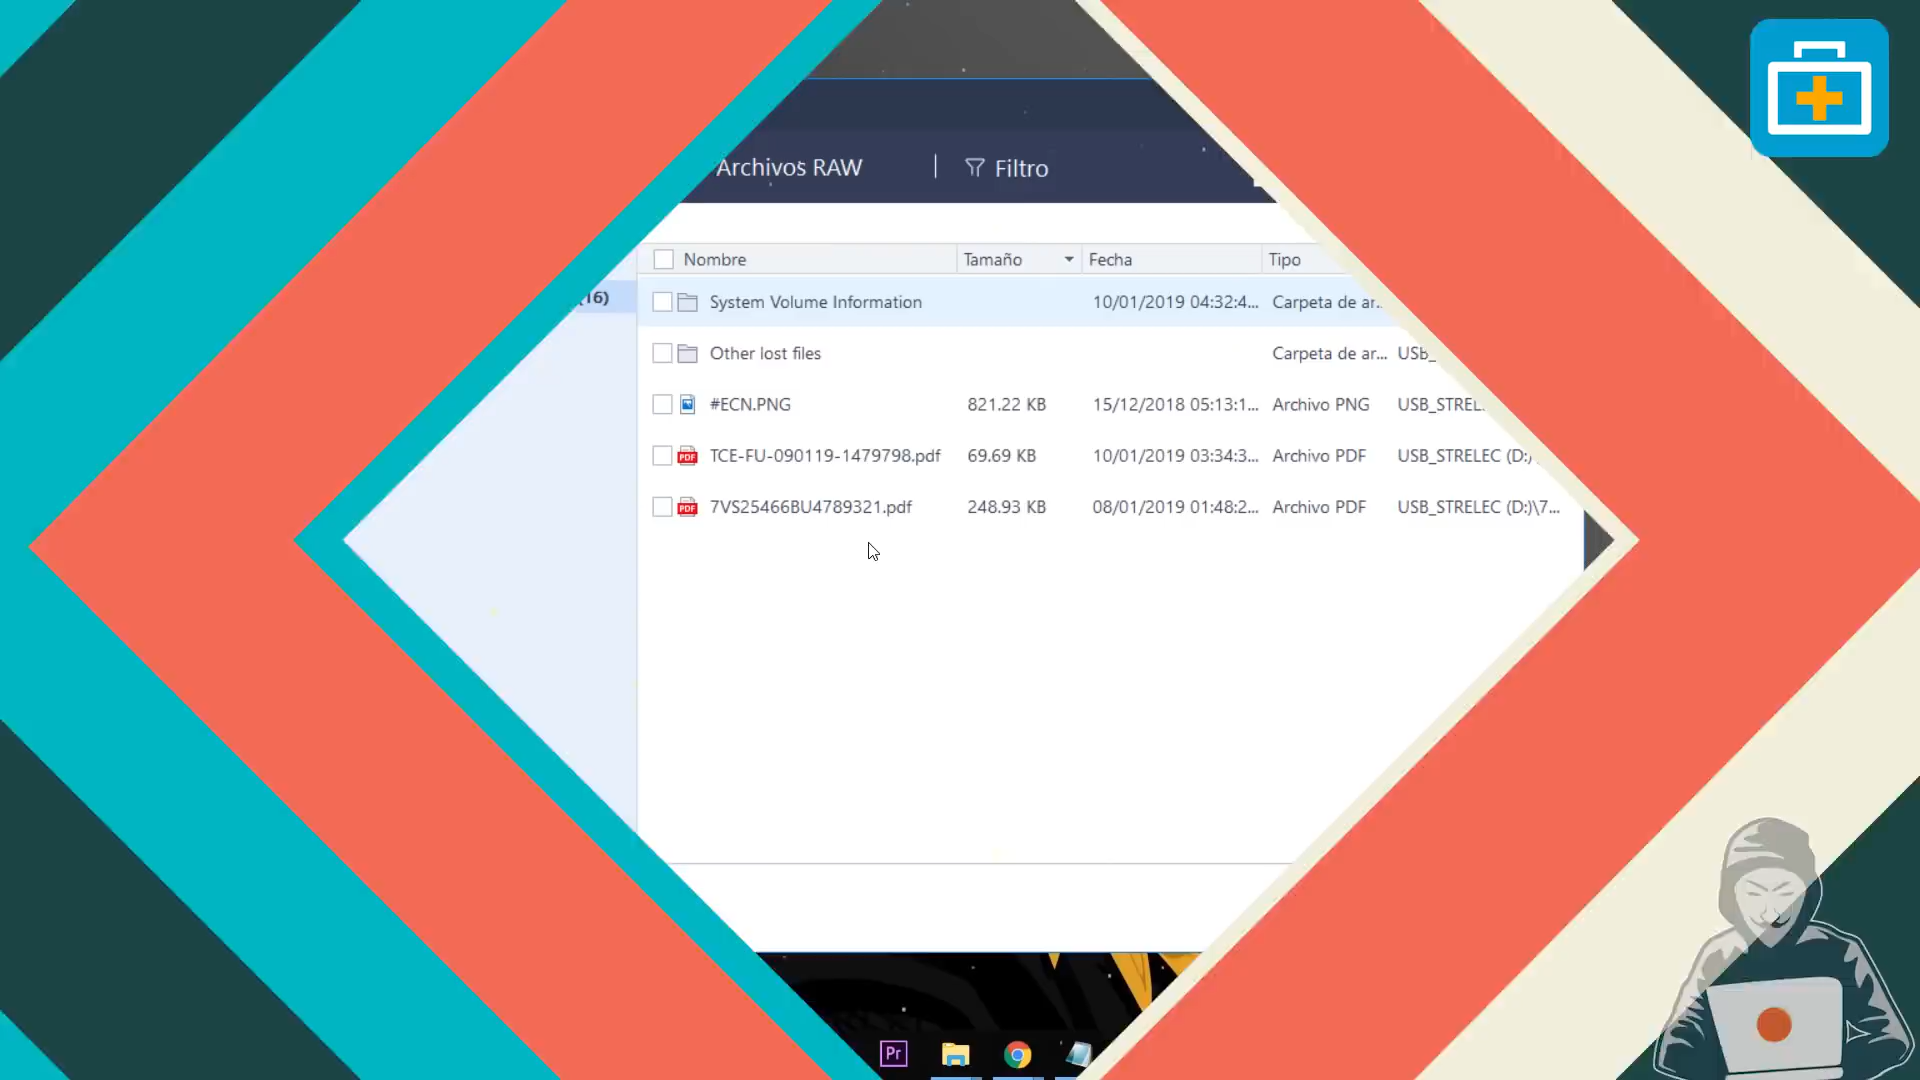 Archivos RAW | Filtro
Nombre Tamaño Fecha Tipo
(16)
System Volume Information 10/01/2019 04:32:4... Carpeta de ar...
Other lost files Carpeta de ar... USB_
#ECN.PNG 821.22 KB 15/12/2018 05:13:1... Archivo PNG USB_STREL
PDF TCE-FU-090119-1479798.pdf 69.69 KB 10/01/2019 03:34:3... Archivo PDF USB_STRELEC (D:)\
PDF 7VS25466BU4789321.pdf 248.93 KB 08/01/2019 01:48:2... Archivo PDF USB_STRELEC (D:)\7...
Pr